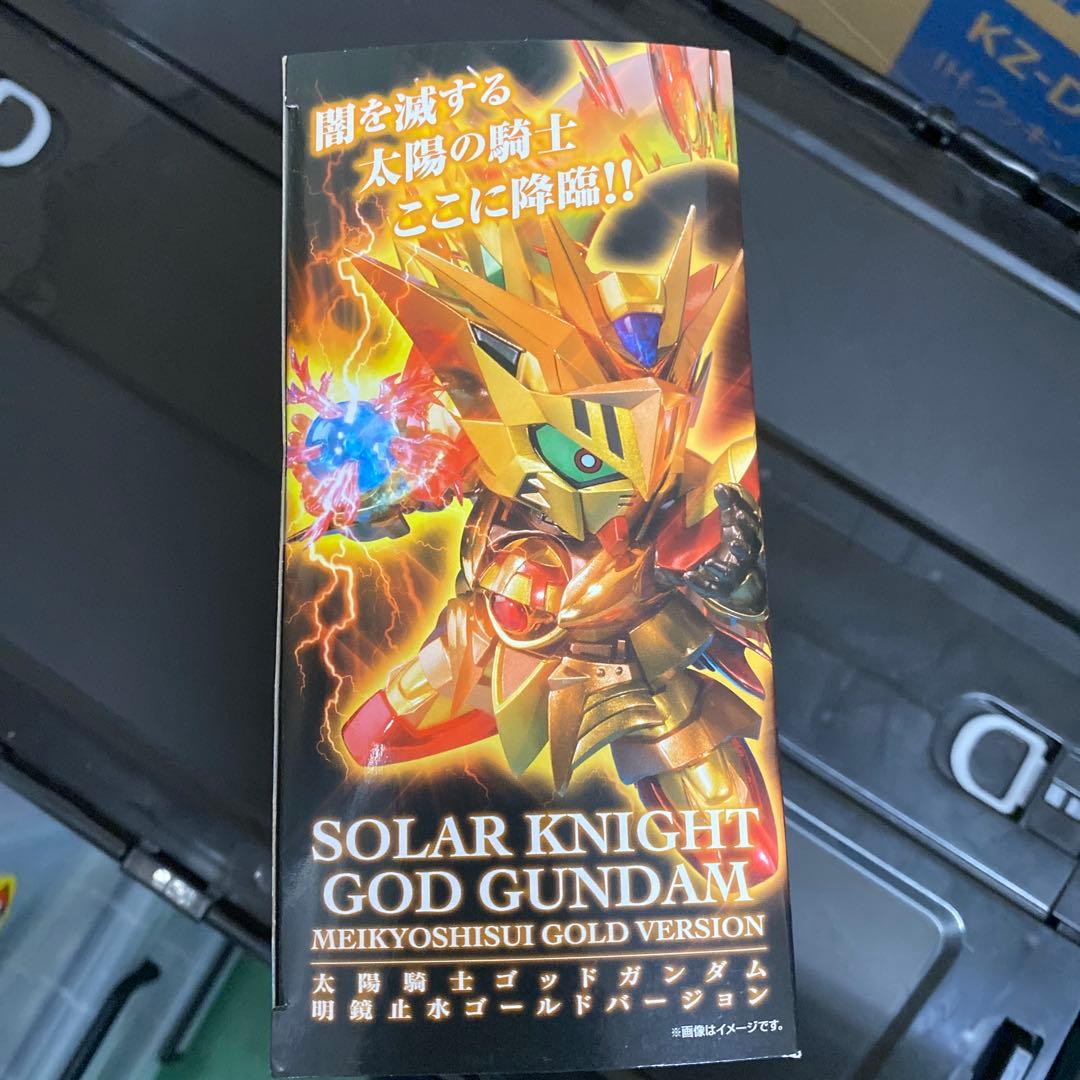 闇を滅する
太陽の騎士
ここに降臨!!
SOLAR KNIGHT
GOD GUNDAM
MEIKYOSHISUI GOLD VERSION
太陽騎士ゴッドガンダム
明鏡止水ゴールドバージョン
※画像はイメージです。
KZ-D